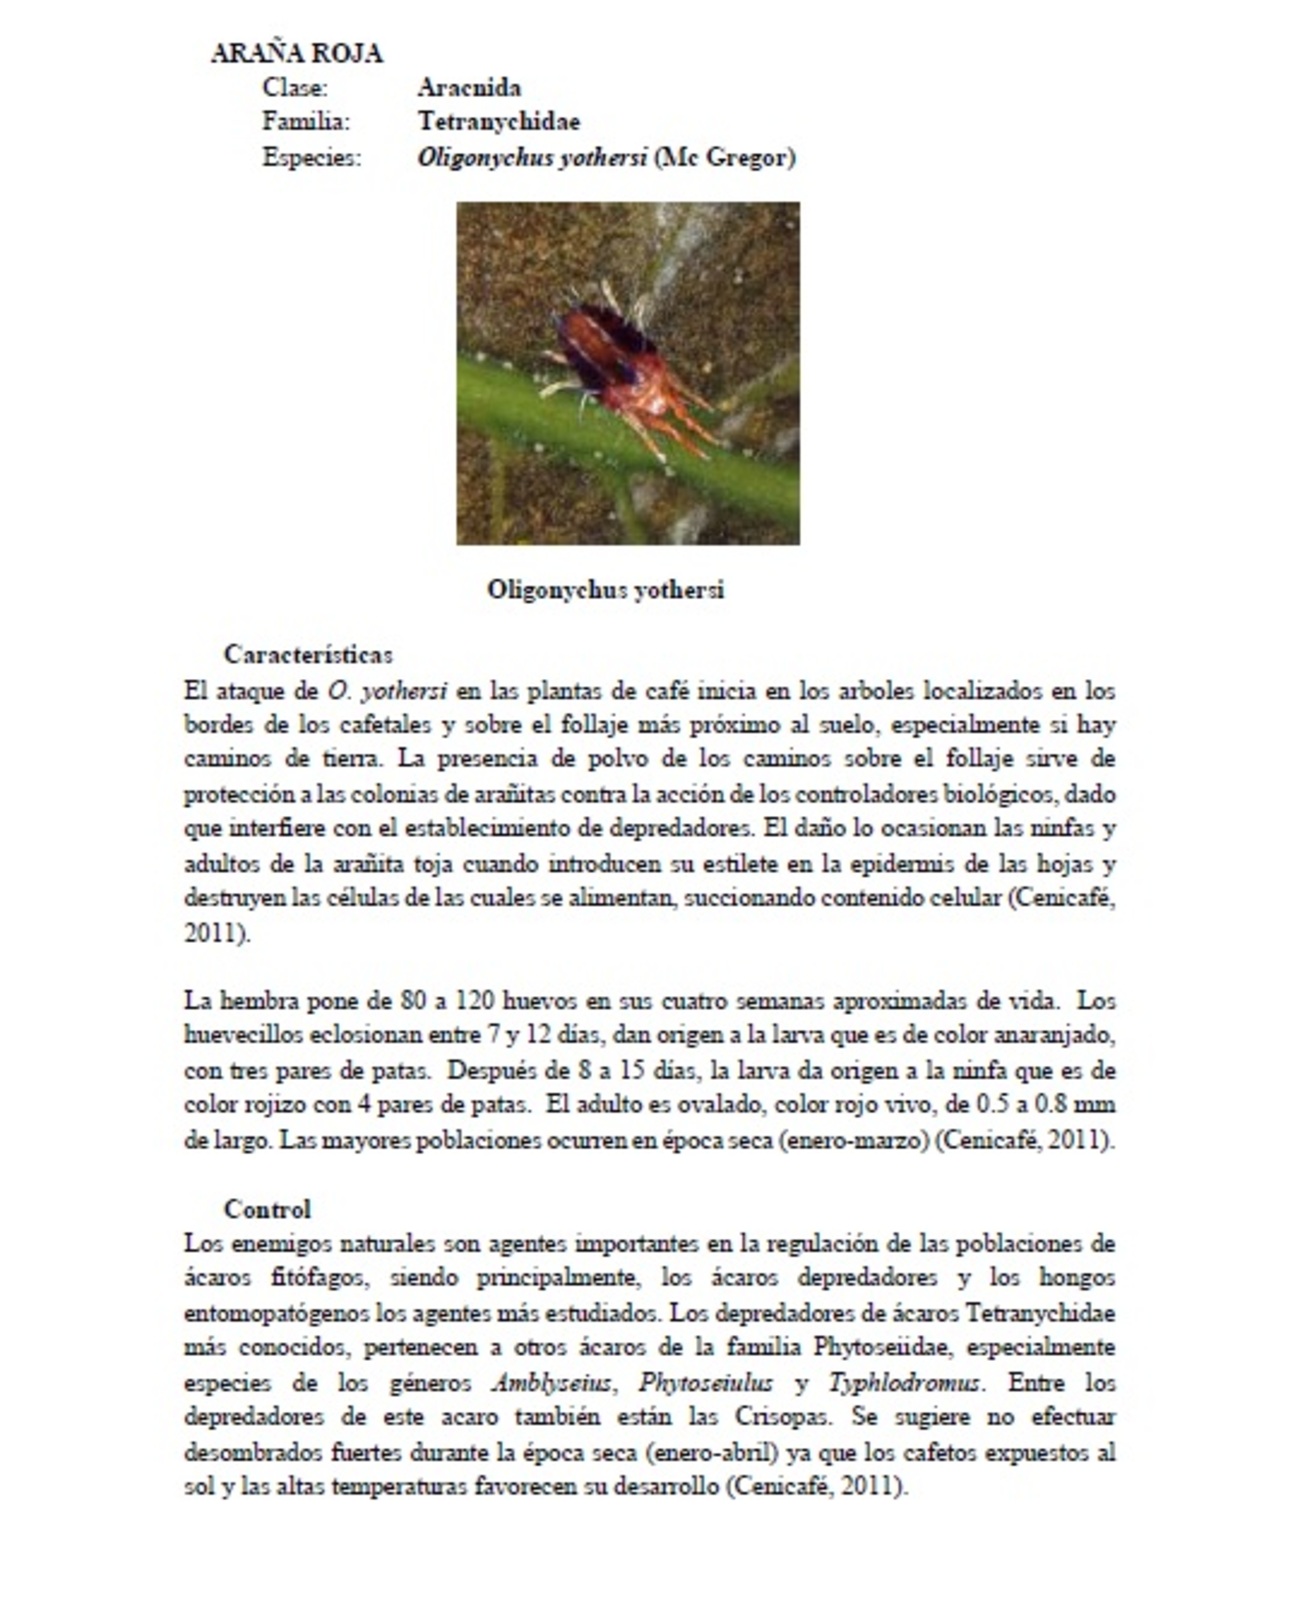 ARAÑA ROJA
Clase: Aracnida
Familia: Tetranychidae
Especies: Oligonychus yothersi (Mc Gregor)
Oligonychus yothersi
Características
El ataque de O. yothersi en las plantas de café inicia en los arboles localizados en los
bordes de los cafetales y sobre el follaje más próximo al suelo, especialmente si hay
caminos de tierra. La presencia de polvo de los caminos sobre el follaje sirve de
protección a las colonias de arañitas contra la acción de los controladores biológicos, dado
que interfiere con el establecimiento de depredadores. El daño lo ocasionan las ninfas y
adultos de la arañita toja cuando introducen su estilete en la epidermis de las hojas y
destruyen las células de las cuales se alimentan, succionando contenido celular (Cenicafé,
2011).
La hembra pone de 80 a 120 huevos en sus cuatro semanas aproximadas de vida. Los
huevecillos eclosionan entre 7 y 12 días, dan origen a la larva que es de color anaranjado,
con tres pares de patas. Después de 8 a 15 días, la larva da origen a la ninfa que es de
color rojizo con 4 pares de patas. El adulto es ovalado, color rojo vivo, de 0.5 a 0.8 mm
de largo. Las mayores poblaciones ocurren en época seca (enero-marzo) (Cenicafé, 2011).
Control
Los enemigos naturales son agentes importantes en la regulación de las poblaciones de
ácaros fitófagos, siendo principalmente, los ácaros depredadores y los hongos
entomopatógenos los agentes más estudiados. Los depredadores de ácaros Tetranychidae
más conocidos, pertenecen a otros ácaros de la familia Phytoseiidae, especialmente
especies de los géneros Amblyseius, Phytoseiulus y Typhlodromus. Entre los
depredadores de este acaro también están las Crisopas. Se sugiere no efectuar
desombrados fuertes durante la época seca (enero-abril) ya que los cafetos expuestos al
sol y las altas temperaturas favorecen su desarrollo (Cenicafé, 2011).